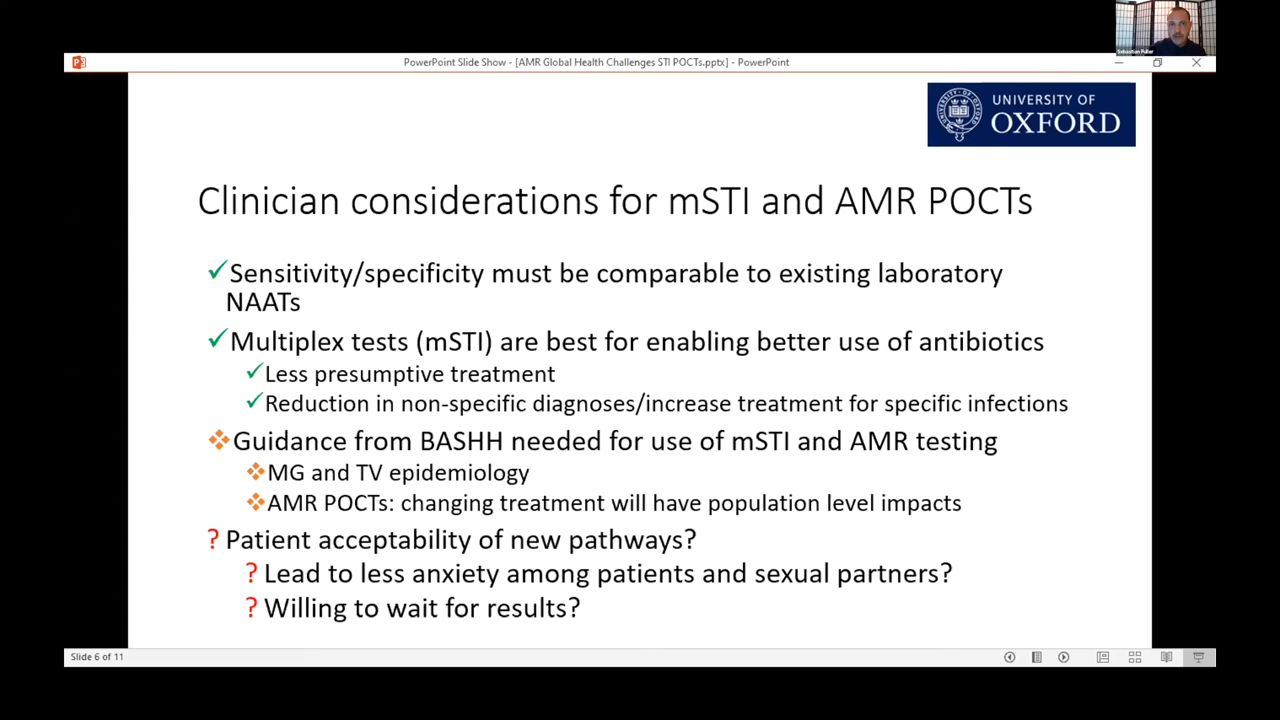 Sebastian Fuller
PowerPoint Slide Show - [AMR Global Health Challenges STI POCTs.pptx] - PowerPoint
UNIVERSITY OF
OXFORD
Clinician considerations for mSTI and AMR POCTs
Sensitivity/specificity must be comparable to existing laboratory
NAATs
Multiplex tests (mSTI) are best for enabling better use of antibiotics
Less presumptive treatment
Reduction in non-specific diagnoses/increase treatment for specific infections
Guidance from BASHH needed for use of mSTI and AMR testing
MG and TV epidemiology
AMR POCTs: changing treatment will have population level impacts
? Patient acceptability of new pathways?
? Lead to less anxiety among patients and sexual partners?
? Willing to wait for results?
Slide 6 of 11